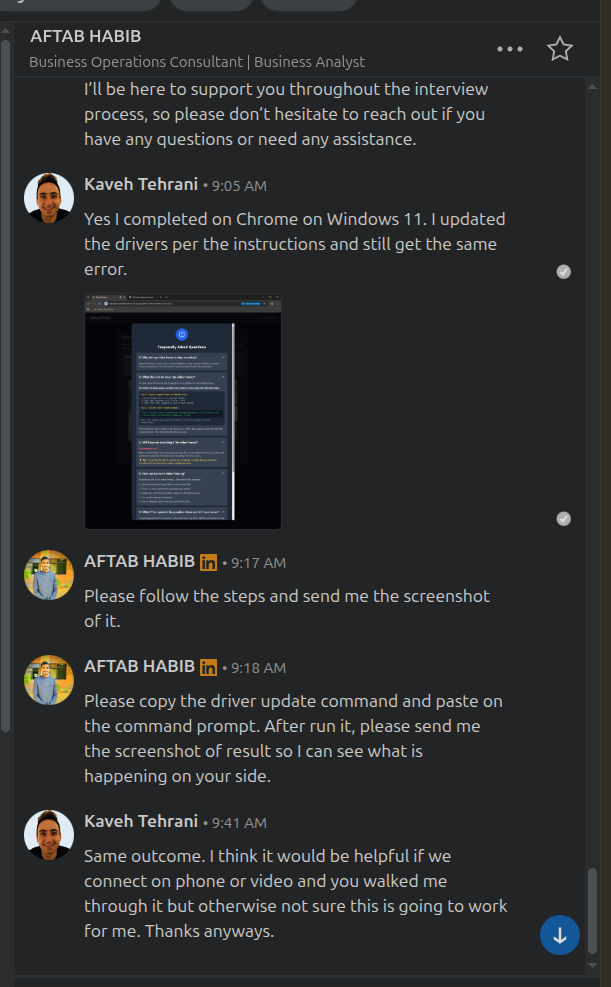 AFTAB HABIB
Business Operations Consultant | Business Analyst
I’ll be here to support you throughout the interview
process, so please don’t hesitate to reach out if you
have any questions or need any assistance.
Kaveh Tehrani • 9:05 AM
Yes I completed on Chrome on Windows 11. I updated
the drivers per the instructions and still get the same
error.
Frequently Asked Questions
AFTAB HABIB in • 9:17 AM
Please follow the steps and send me the screenshot
of it.
AFTAB HABIB in • 9:18 AM
Please copy the driver update command and paste on
the command prompt. After run it, please send me
the screenshot of result so I can see what is
happening on your side.
Kaveh Tehrani • 9:41 AM
Same outcome. I think it would be helpful if we
connect on phone or video and you walked me
through it but otherwise not sure this is going to work
for me. Thanks anyways.